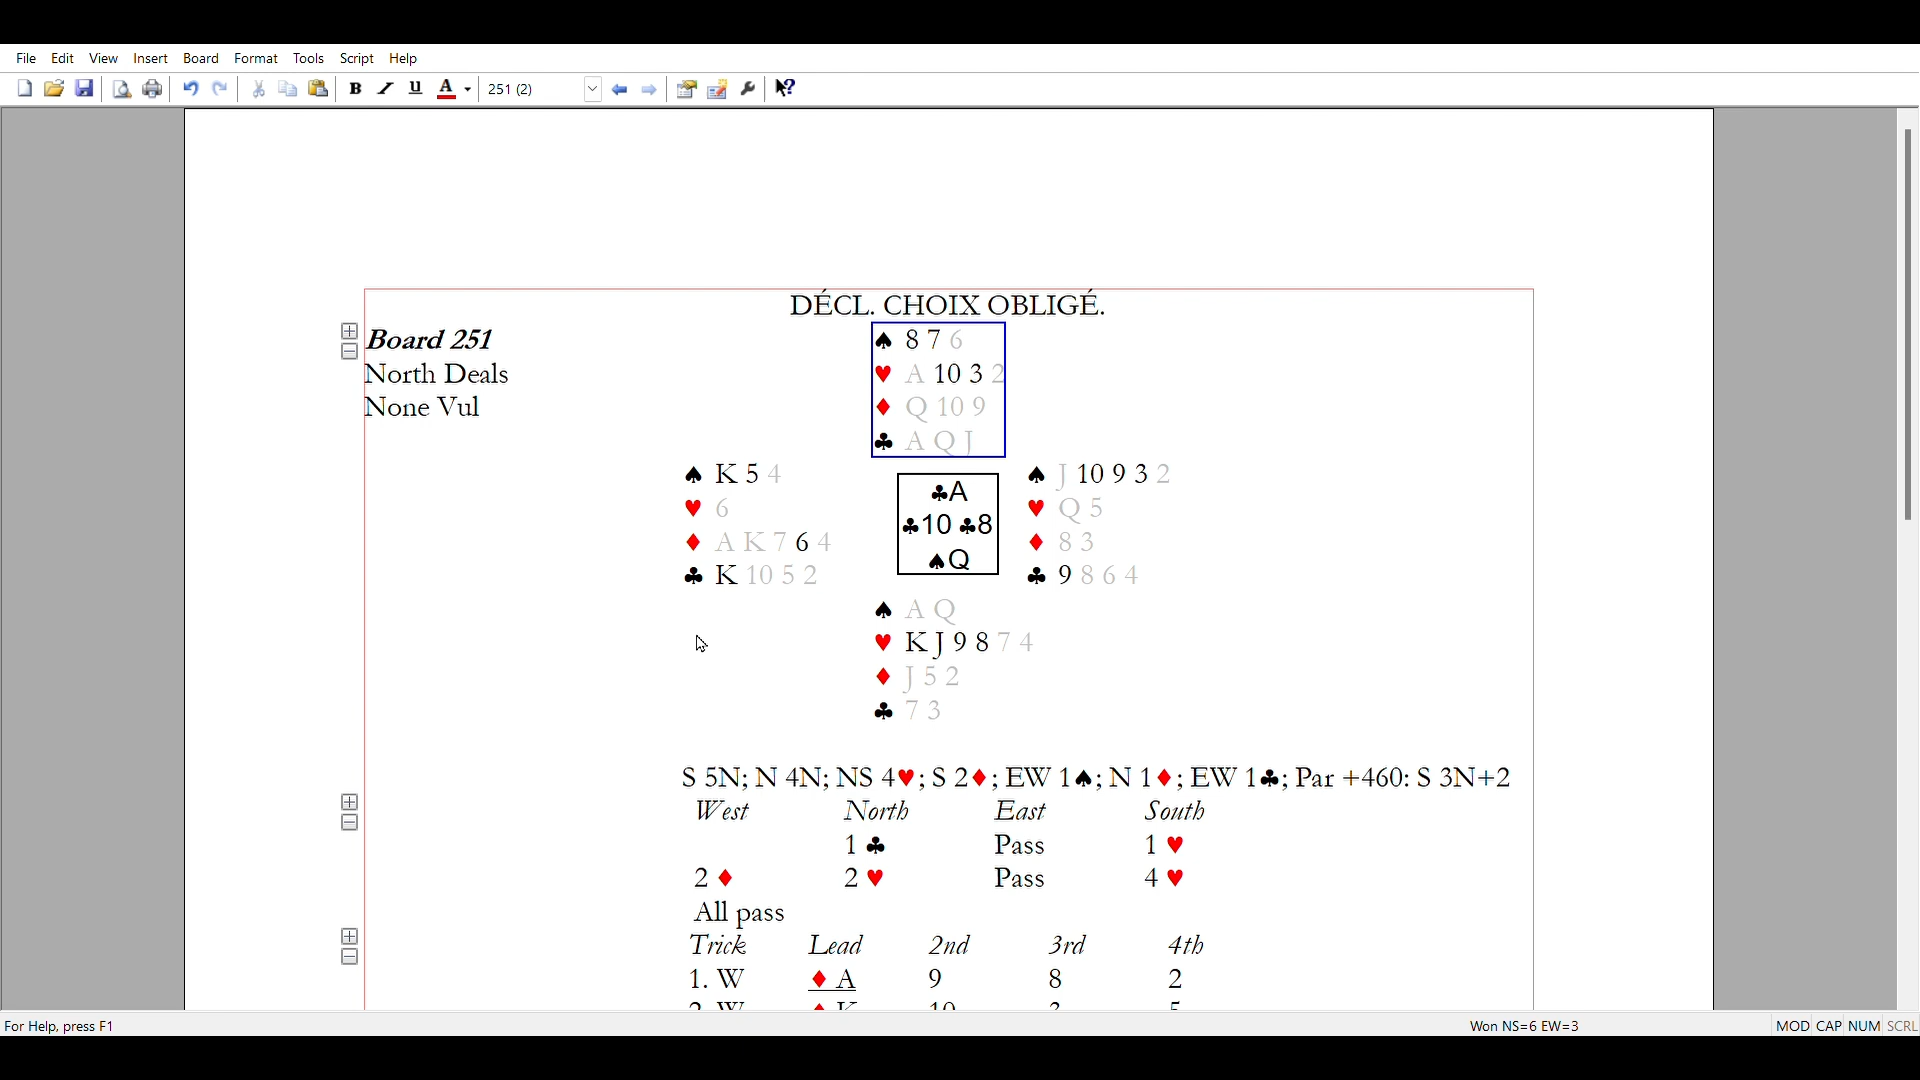 File Edit View Insert Board Format Tools Script Help
B I U A 251 (2)
DÉCL. CHOIX OBLIGÉ.
Board 251
North Deals
None Vul
♠ 8 7 6
♥ A 10 3 2
♦ Q 10 9
♣ A Q J
♠ K 5 4
♥ 6
♦ A K 7 6 4
♣ K 10 5 2
♣A
♣10 ♣8
♠Q
♠ J 10 9 3 2
♥ Q 5
♦ 8 3
♣ 9 8 6 4
♠ A Q
♥ K J 9 8 7 4
♦ J 5 2
♣ 7 3
S 5N; N 4N; NS 4♥; S 2♦; EW 1♠; N 1♦; EW 1♣; Par +460: S 3N+2
West North East South
1 ♣ Pass 1 ♥
2 ♦ 2 ♥ Pass 4 ♥
All pass
Trick Lead 2nd 3rd 4th
1. W ♦ A 9 8 2
2. W ♦ K 10 3 5
For Help, press F1
Won NS=6 EW=3
MOD CAP NUM SCRL